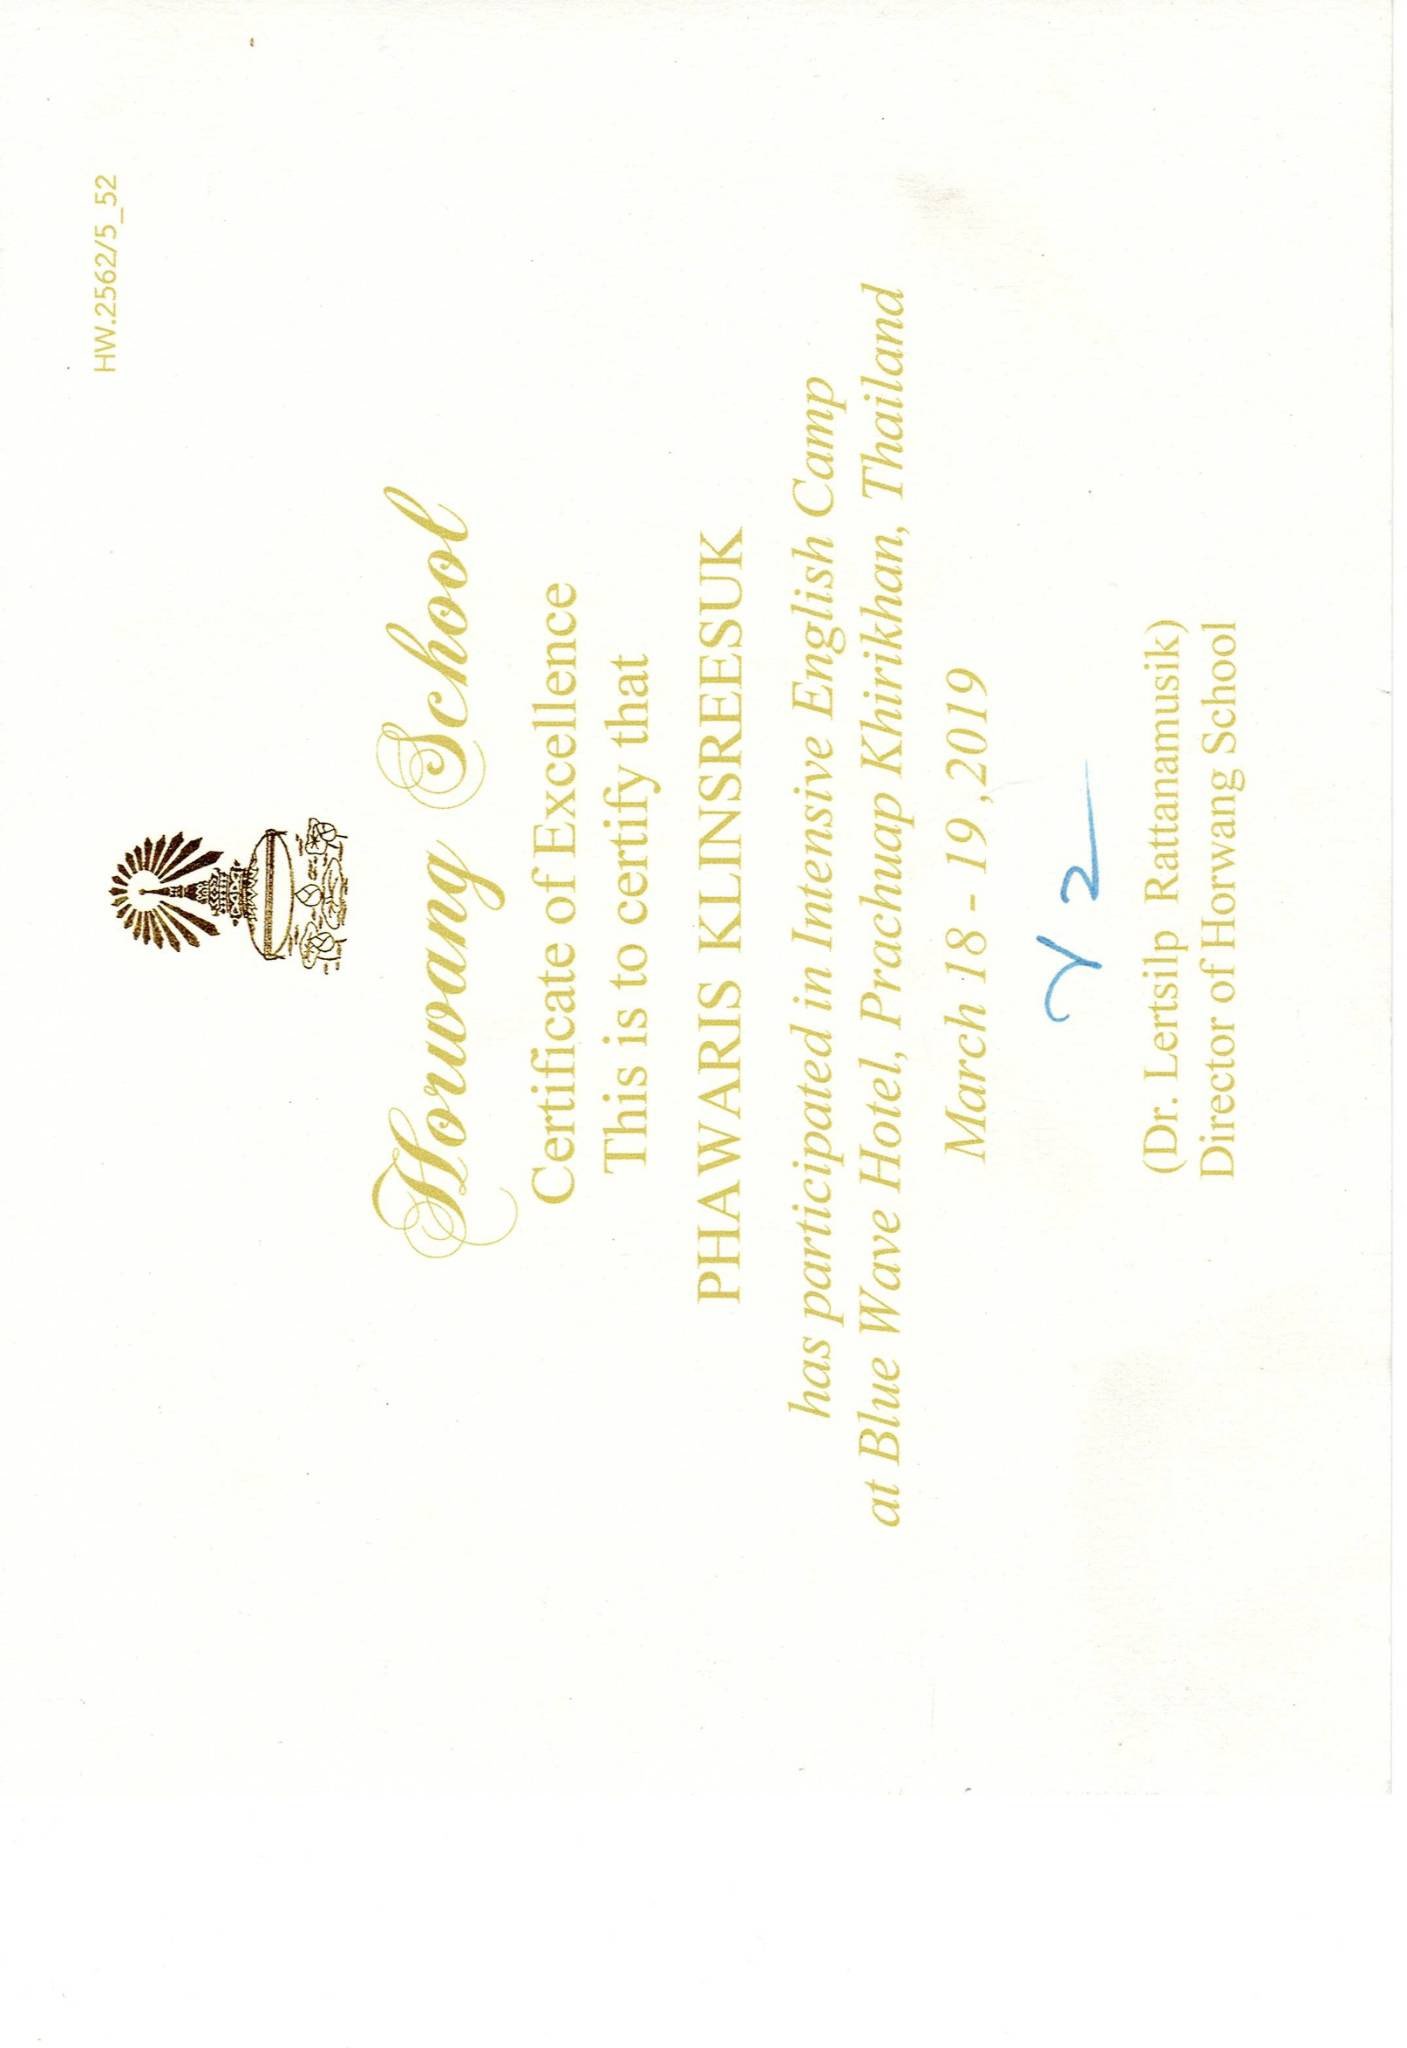 HW.2562/5_52
Horwang School
Certificate of Excellence
This is to certify that
PHAWARIS KLINSREESUK
has participated in Intensive English Camp
at Blue Wave Hotel, Prachuap Khirikhan, Thailand
March 18 - 19 ,2019
(Dr. Lertsilp Rattanamusik)
Director of Horwang School